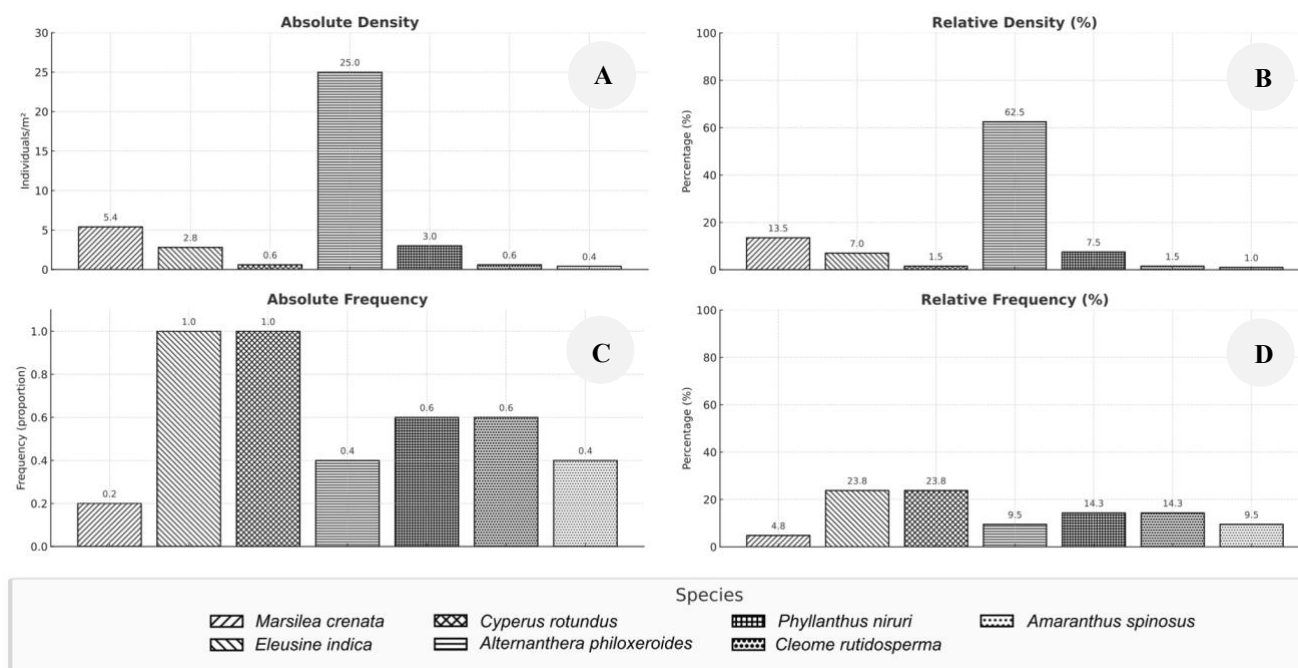 Absolute Density
A
Individuals/m²
30
25
20
15
10
5
0
5.4
2.8
0.6
25.0
3.0
0.6
0.4
Relative Density (%)
B
Percentage (%)
100
80
60
40
20
0
13.5
7.0
1.5
62.5
7.5
1.5
1.0
Absolute Frequency
C
Frequency (proportion)
1.0
0.8
0.6
0.4
0.2
0.0
0.2
1.0
1.0
0.4
0.6
0.6
0.4
Relative Frequency (%)
D
Percentage (%)
100
80
60
40
20
0
4.8
23.8
23.8
9.5
14.3
14.3
9.5
Species
Marsilea crenata
Cyperus rotundus
Phyllanthus niruri
Amaranthus spinosus
Eleusine indica
Alternanthera philoxeroides
Cleome rutidosperma